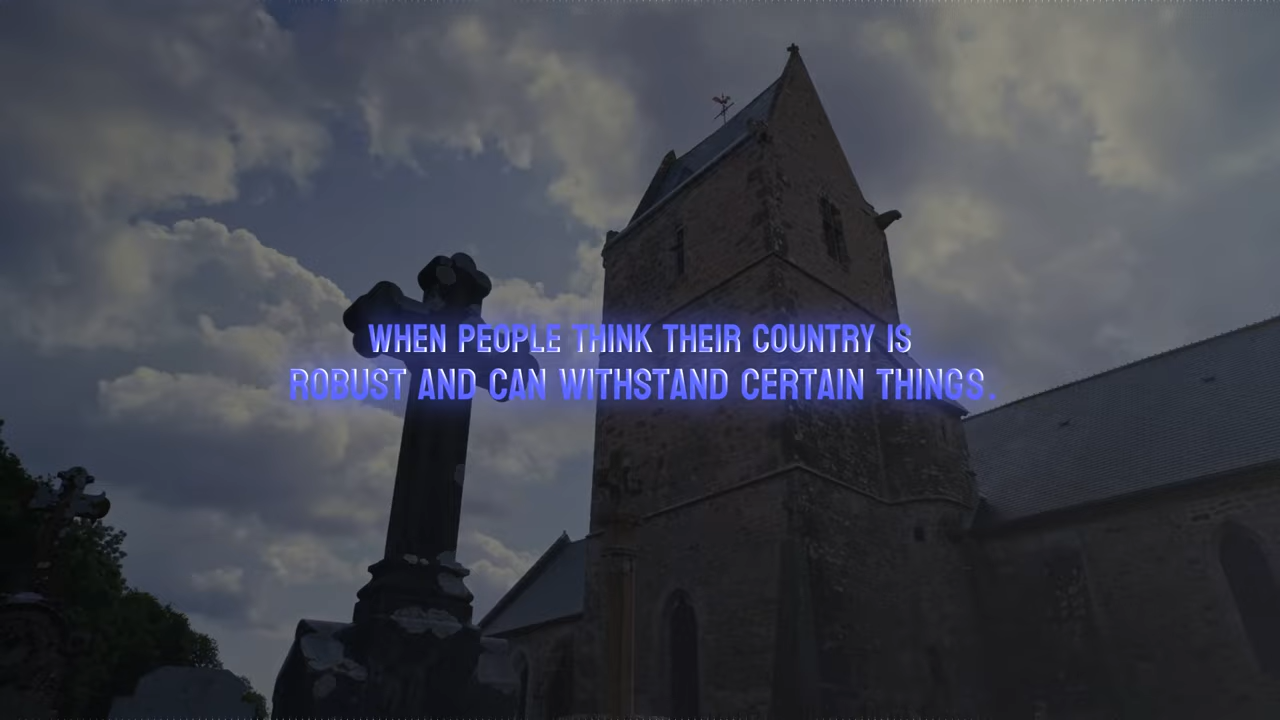 WHEN PEOPLE THINK THEIR COUNTRY IS
ROBUST AND CAN WITHSTAND CERTAIN THINGS.